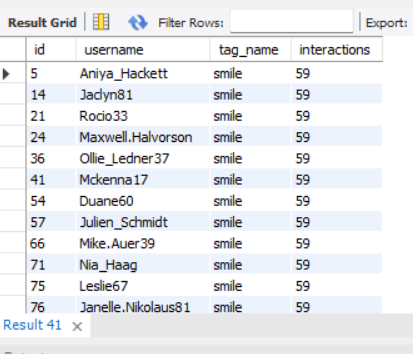 Result Grid Filter Rows: Export:
id username tag_name interactions
5 Aniya_Hackett smile 59
14 Jaclyn81 smile 59
21 Rocio33 smile 59
24 Maxwell.Halvorson smile 59
36 Ollie_Ledner37 smile 59
41 Mckenna17 smile 59
54 Duane60 smile 59
57 Julien_Schmidt smile 59
66 Mike.Auer39 smile 59
71 Nia_Haag smile 59
75 Leslie67 smile 59
76 Janelle.Nikolaus81 smile 59
Result 41